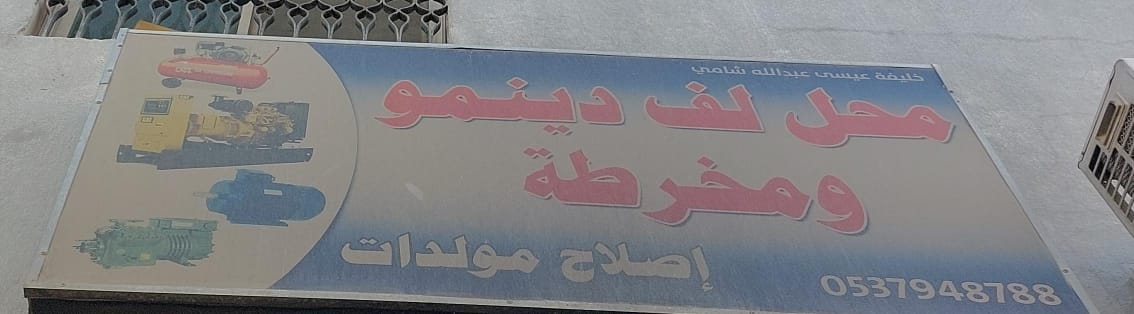 خليفة عيسى عبدالله شامي
محل لف دينمو
ومخرطة
إصلاح مولدات
0537948788